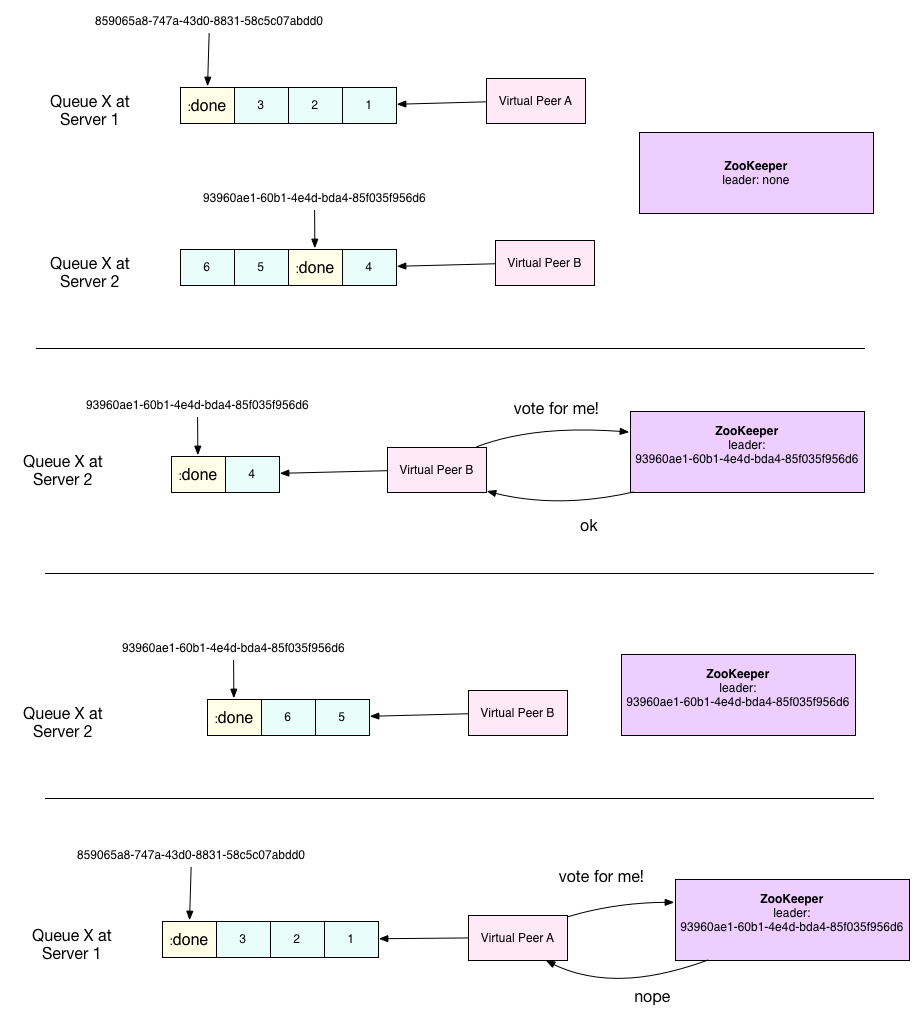 859065a8-747a-43d0-8831-58c5c07abdd0
Queue X at
Server 1
:done
3
2
1
Virtual Peer A
ZooKeeper
leader: none
93960ae1-60b1-4e4d-bda4-85f035f956d6
Queue X at
Server 2
6
5
:done
4
Virtual Peer B
93960ae1-60b1-4e4d-bda4-85f035f956d6
Queue X at
Server 2
:done
4
Virtual Peer B
vote for me!
ZooKeeper
leader:
93960ae1-60b1-4e4d-bda4-85f035f956d6
ok
93960ae1-60b1-4e4d-bda4-85f035f956d6
Queue X at
Server 2
:done
6
5
Virtual Peer B
ZooKeeper
leader:
93960ae1-60b1-4e4d-bda4-85f035f956d6
859065a8-747a-43d0-8831-58c5c07abdd0
Queue X at
Server 1
:done
3
2
1
Virtual Peer A
vote for me!
ZooKeeper
leader:
93960ae1-60b1-4e4d-bda4-85f035f956d6
nope